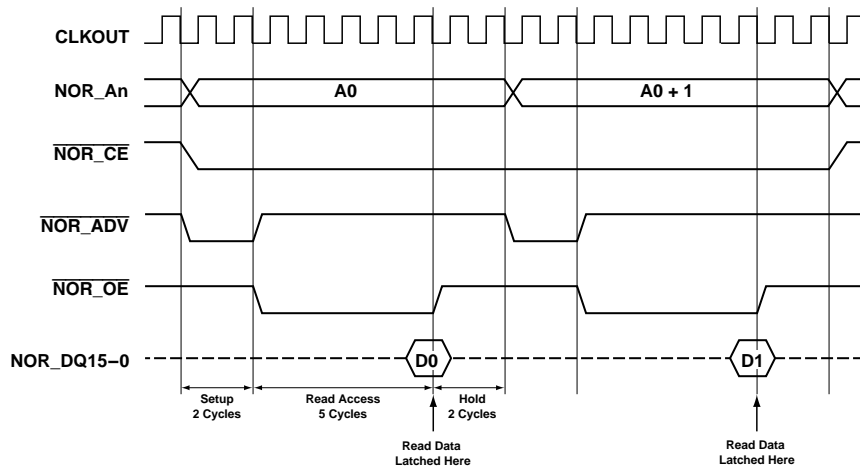 CLKOUT
NOR_An
A0
A0 + 1
NOR_CE
NOR_ADV
NOR_OE
NOR_DQ15–0
D0
D1
Setup
2 Cycles
Read Access
5 Cycles
Hold
2 Cycles
Read Data
Latched Here
Read Data
Latched Here